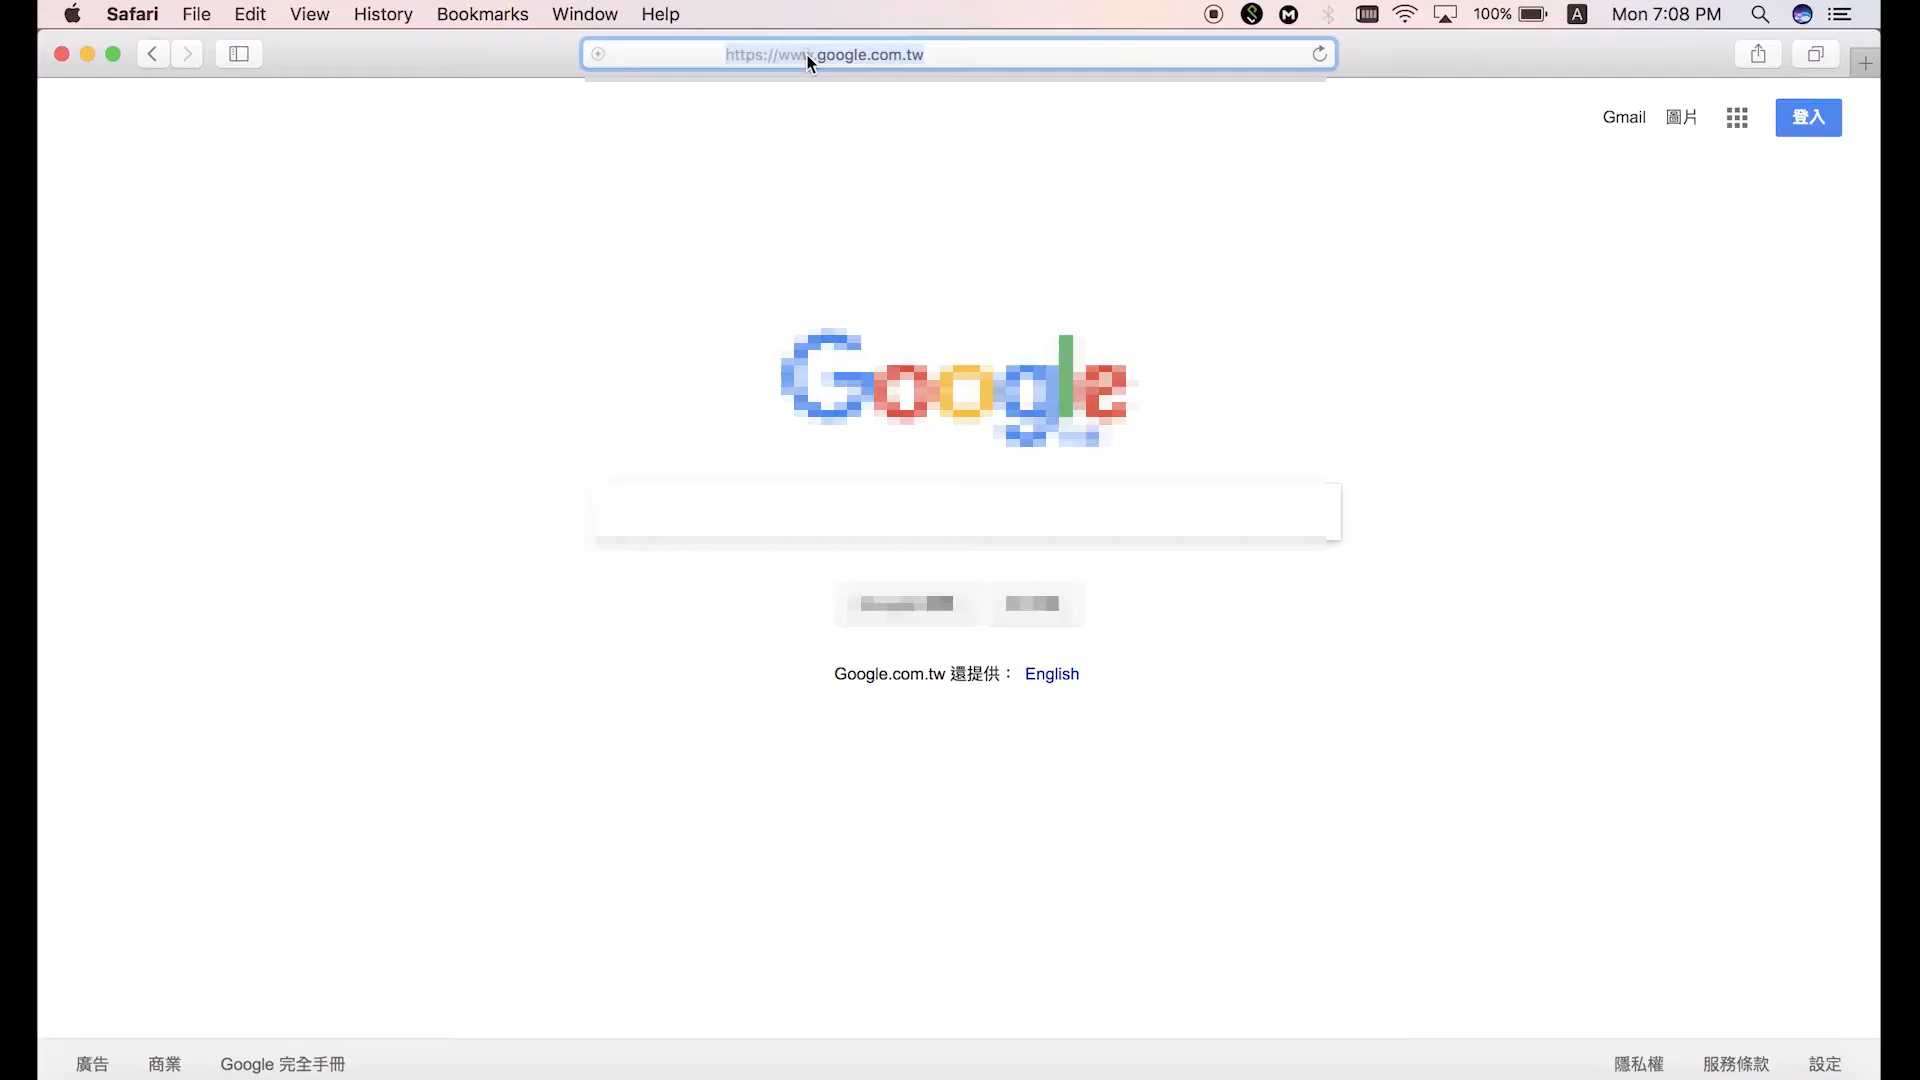 Safari File Edit View History Bookmarks Window Help 100% A Mon 7:08 PM
https://www.google.com.tw
Gmail 圖片 登入
Google
Google.com.tw 還提供： English
廣告 商業 Google 完全手冊 隱私權 服務條款 設定